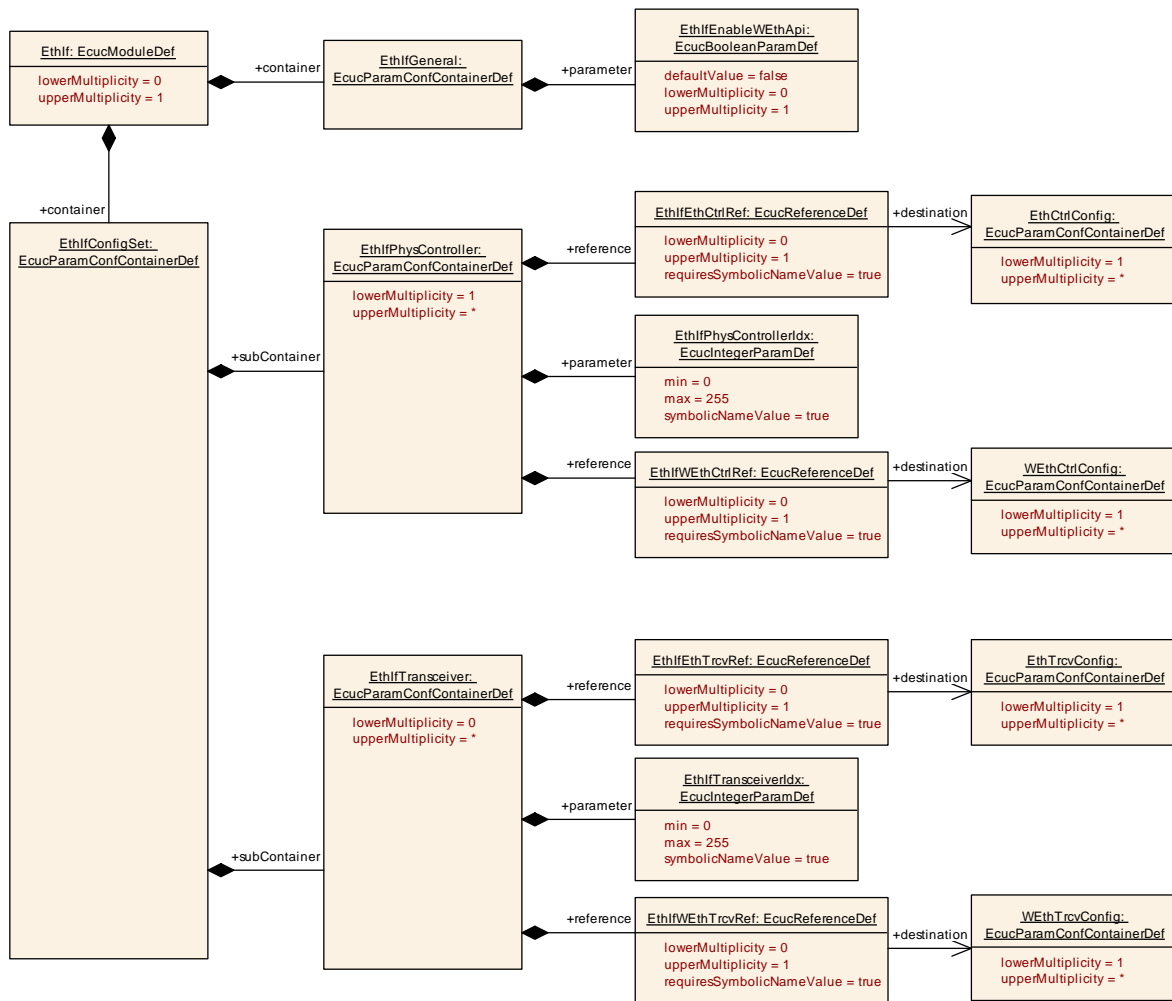 EthIf: EcucModuleDef
lowerMultiplicity = 0
upperMultiplicity = 1
+container
EthIfGeneral:
EcucParamConfContainerDef
+parameter
EthIfEnableWEthApi:
EcucBooleanParamDef
defaultValue = false
lowerMultiplicity = 0
upperMultiplicity = 1
+container
EthIfConfigSet:
EcucParamConfContainerDef
+subContainer
EthIfPhysController:
EcucParamConfContainerDef
lowerMultiplicity = 1
upperMultiplicity = *
+reference
EthIfEthCtrlRef: EcucReferenceDef
lowerMultiplicity = 0
upperMultiplicity = 1
requiresSymbolicNameValue = true
+destination
EthCtrlConfig:
EcucParamConfContainerDef
lowerMultiplicity = 1
upperMultiplicity = *
+parameter
EthIfPhysControllerIdx:
EcucIntegerParamDef
min = 0
max = 255
symbolicNameValue = true
+reference
EthIfWEthCtrlRef: EcucReferenceDef
lowerMultiplicity = 0
upperMultiplicity = 1
requiresSymbolicNameValue = true
+destination
WEthCtrlConfig:
EcucParamConfContainerDef
lowerMultiplicity = 1
upperMultiplicity = *
+subContainer
EthIfTransceiver:
EcucParamConfContainerDef
lowerMultiplicity = 0
upperMultiplicity = *
+reference
EthIfEthTrcvRef: EcucReferenceDef
lowerMultiplicity = 0
upperMultiplicity = 1
requiresSymbolicNameValue = true
+destination
EthTrcvConfig:
EcucParamConfContainerDef
lowerMultiplicity = 1
upperMultiplicity = *
+parameter
EthIfTransceiverIdx:
EcucIntegerParamDef
min = 0
max = 255
symbolicNameValue = true
+reference
EthIfWEthTrcvRef: EcucReferenceDef
lowerMultiplicity = 0
upperMultiplicity = 1
requiresSymbolicNameValue = true
+destination
WEthTrcvConfig:
EcucParamConfContainerDef
lowerMultiplicity = 1
upperMultiplicity = *